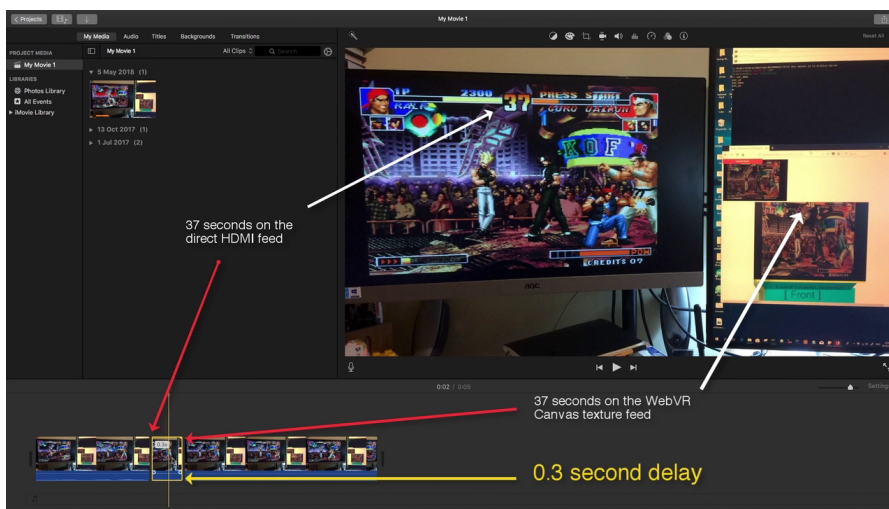 < Projects
My Movie 1
My Media
Audio
Titles
Backgrounds
Transitions
Reset All
PROJECT MEDIA
My Movie 1
LIBRARIES
Photos Library
All Events
iMovie Library
My Movie 1
All Clips
Search
5 May 2018 (1)
13 Oct 2017 (1)
1 Jul 2017 (2)
1P
2300
37
PRESS START
GORO DAIMON
1
KOF
CREDITS 07
AOC
[ Front ]
37 seconds on the
direct HDMI feed
0:02 / 0:05
Settings
37 seconds on the WebVR
Canvas texture feed
0.3s
0.3 second delay